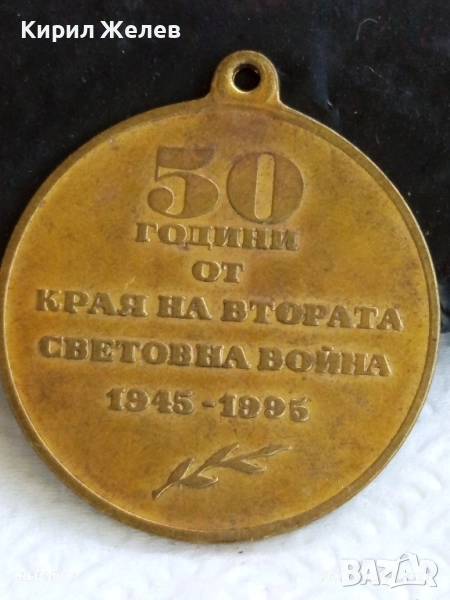 Кирил Желев
50
ГОДИНИ
ОТ
КРАЯ НА ВТОРАТА
СВЕТОВНА ВОЙНА
1945-1995
BAZAR